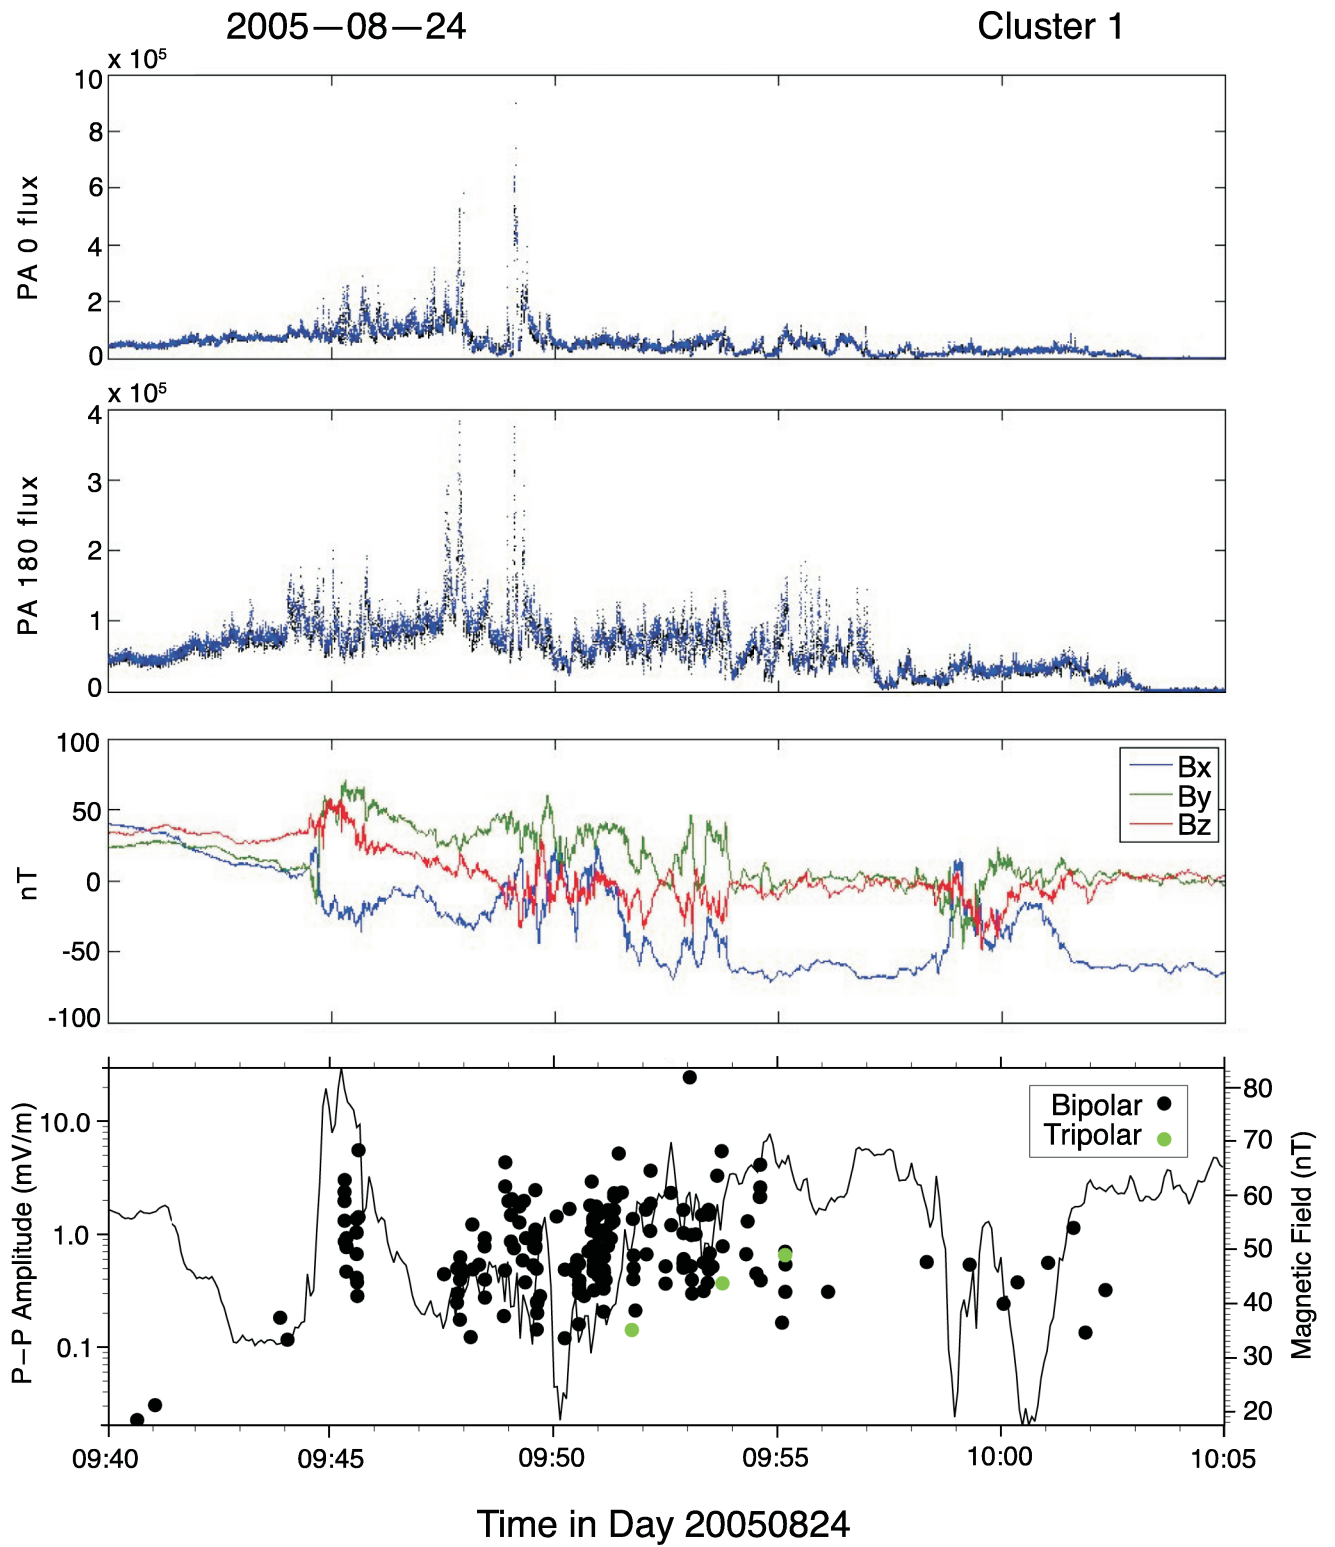 2005—08—24 Cluster 1
x 10⁵
10
8
6
4
2
0
PA 0 flux
x 10⁵
4
3
2
1
0
PA 180 flux
100
50
0
-50
-100
nT
Bx
By
Bz
10.0
1.0
0.1
P–P Amplitude (mV/m)
Bipolar
Tripolar
80
70
60
50
40
30
20
Magnetic Field (nT)
09:40 09:45 09:50 09:55 10:00 10:05
Time in Day 20050824